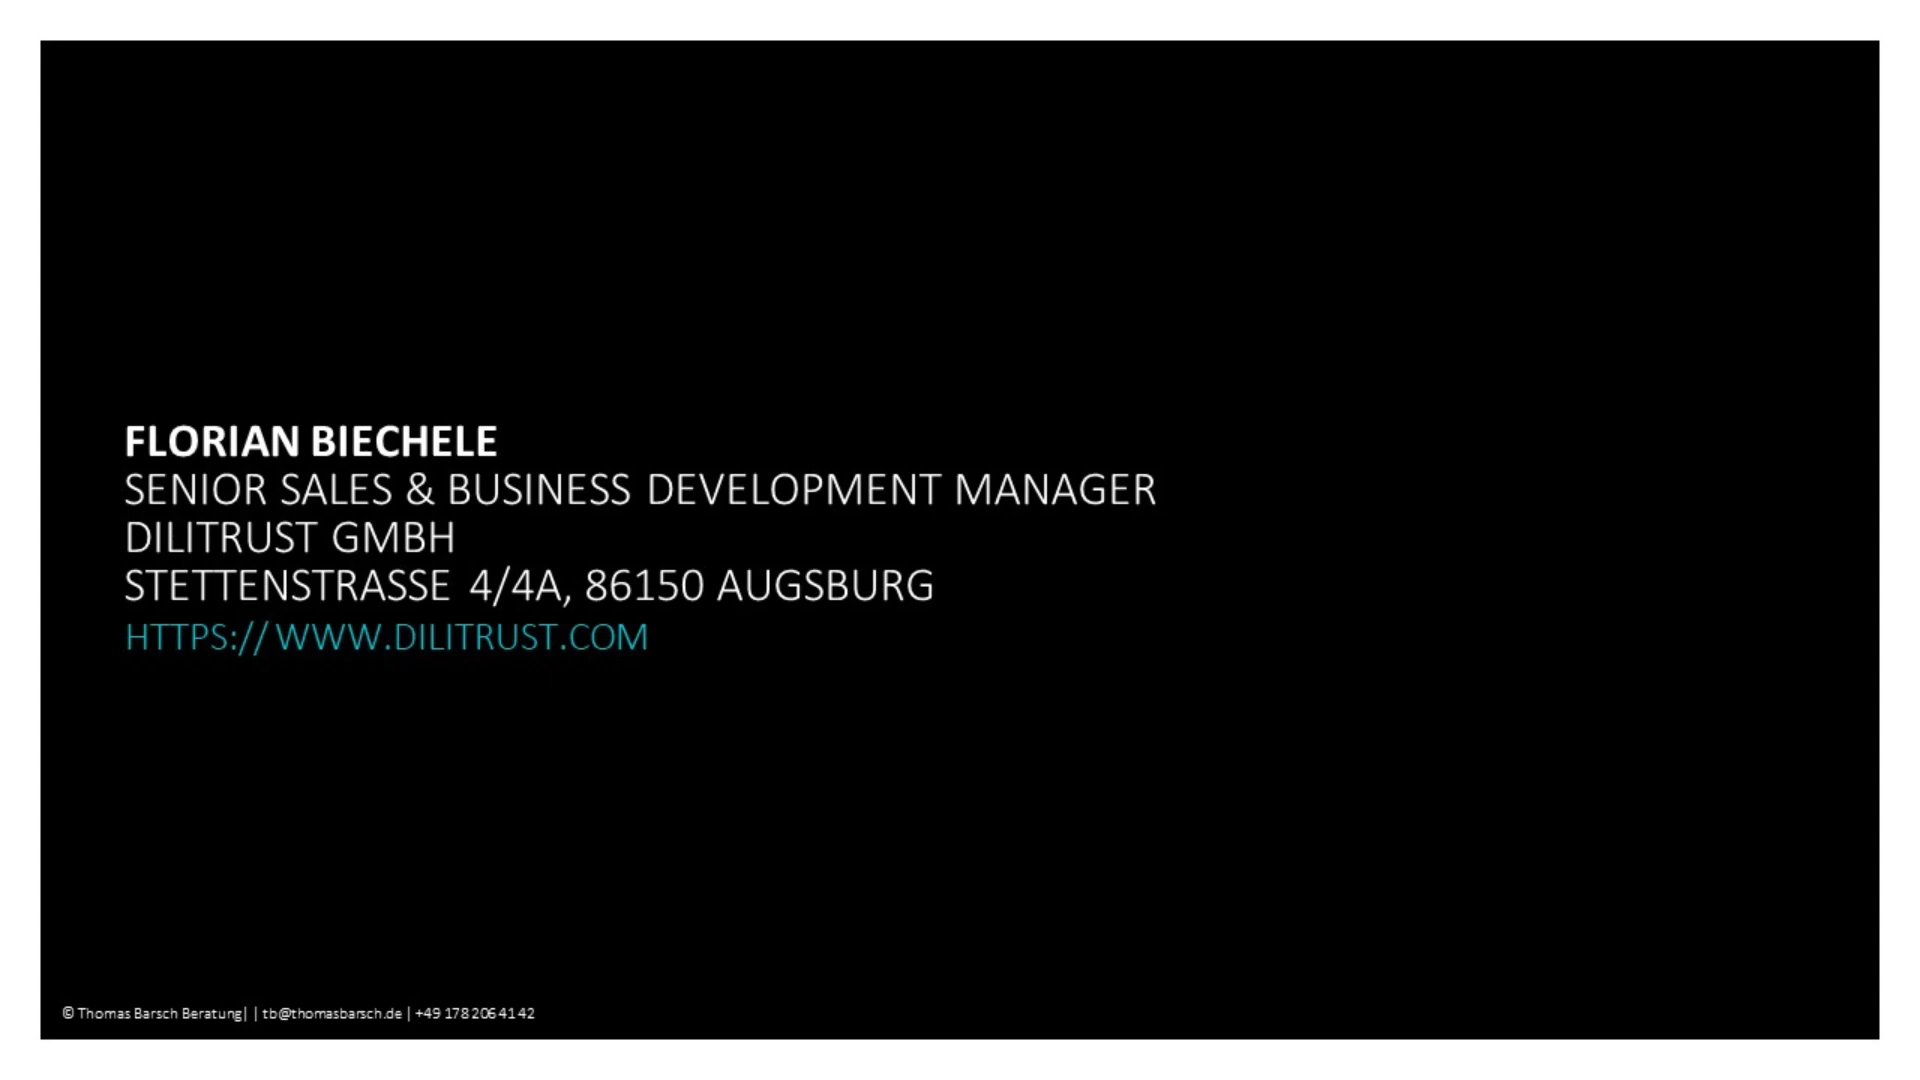 FLORIAN BIECHELE
SENIOR SALES & BUSINESS DEVELOPMENT MANAGER
DILITRUST GMBH
STETTENSTRASSE 4/4A, 86150 AUGSBURG
HTTPS:// WWW.DILITRUST.COM
© Thomas Barsch Beratung| | tb@thomasbarsch.de | +49 178 206 41 42